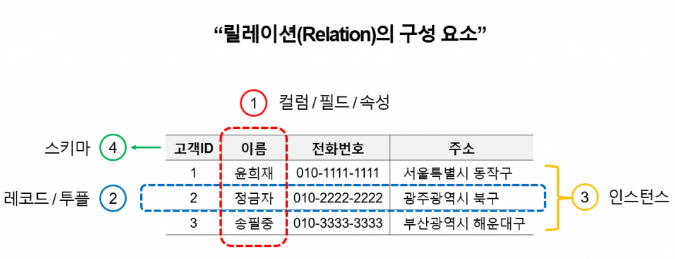 “릴레이션(Relation)의 구성 요소”
1 컬럼 / 필드 / 속성
스키마 4 고객ID 이름 전화번호 주소
1 윤희재 010-1111-1111 서울특별시 동작구
레코드 / 투플 2 2 정금자 010-2222-2222 광주광역시 북구 3 인스턴스
3 송필중 010-3333-3333 부산광역시 해운대구